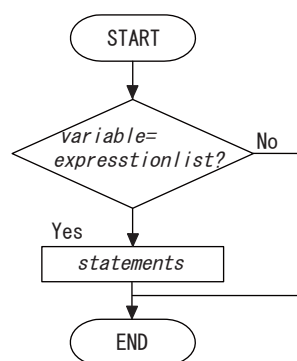 START
variable=
expresstionlist?
No
Yes
statements
END